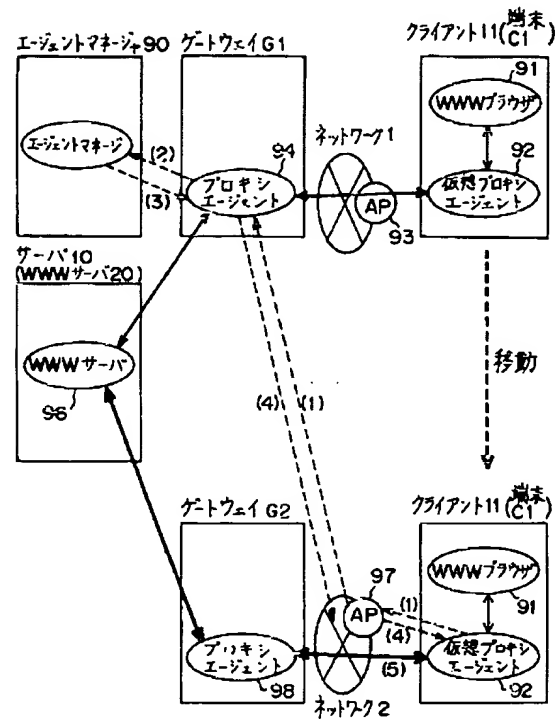 エージェントマネージャ90
ゲートウェイG1
クライアント11(端末C1)
91
WWWブラウザ
エージェントマネージャ
(2)
(3)
94
プロキシ
エージェント
ネットワーク1
AP
93
92
仮想プロキシ
エージェント
サーバ10
(WWWサーバ20)
WWWサーバ
96
移動
(4)
(1)
ゲートウェイG2
クライアント11(端末C1)
97
AP
(1)
(4)
(5)
WWWブラウザ
91
プロキシ
エージェント
98
ネットワーク2
仮想プロキシ
エージェント
92